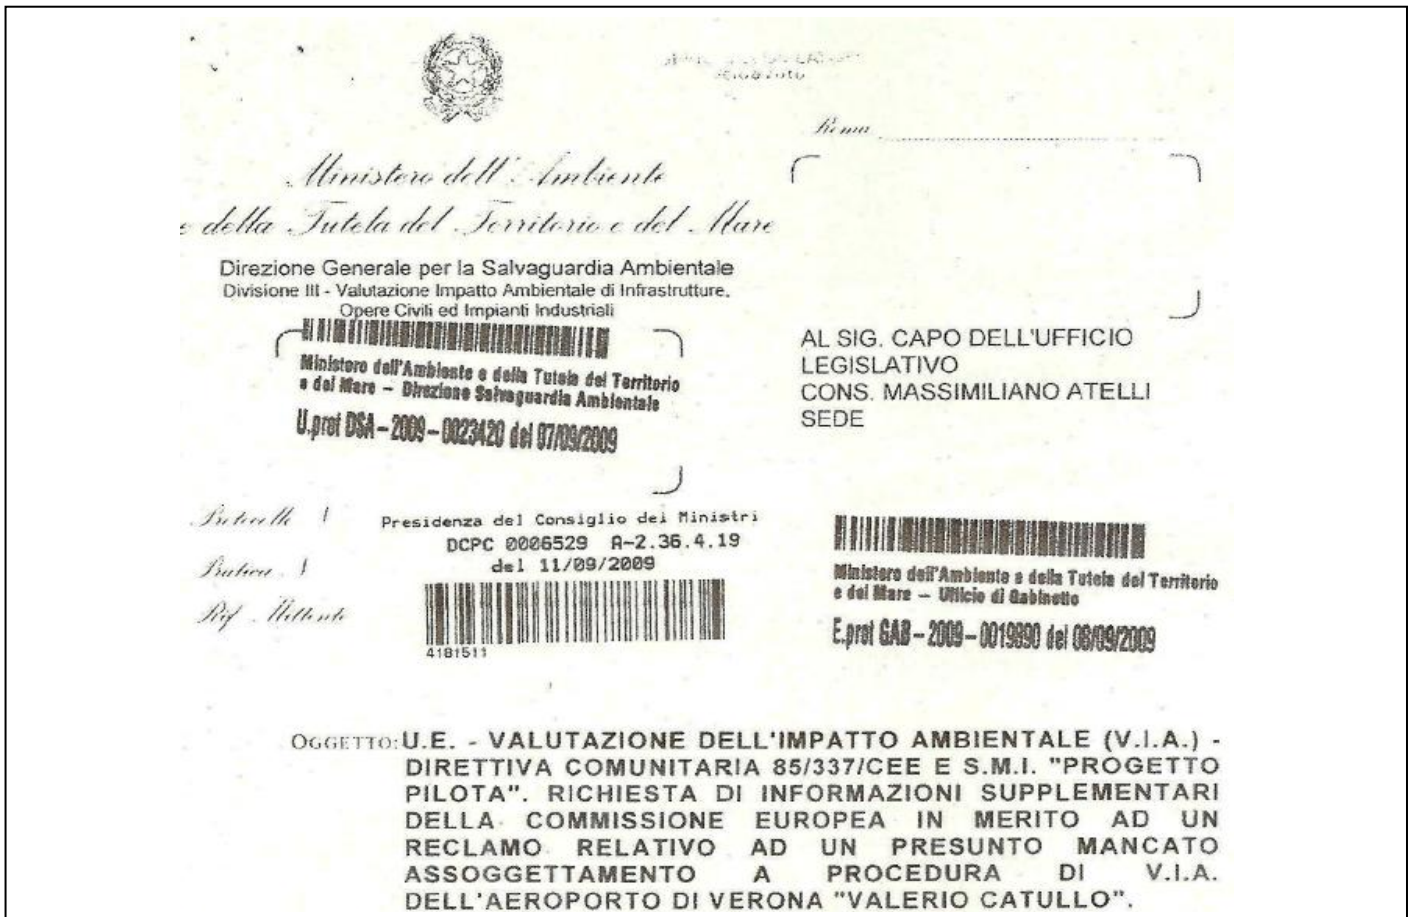 Roma
Ministero dell'Ambiente
e della Tutela del Territorio e del Mare
Direzione Generale per la Salvaguardia Ambientale
Divisione III - Valutazione Impatto Ambientale di Infrastrutture,
Opere Civili ed Impianti Industriali
Ministero dell'Ambiente e della Tutela del Territorio
e del Mare – Direzione Salvaguardia Ambientale
U.prot DSA – 2009 – 0023420 del 07/09/2009
AL SIG. CAPO DELL'UFFICIO
LEGISLATIVO
CONS. MASSIMILIANO ATELLI
SEDE
Presidenza del Consiglio dei Ministri
DCPC 0006529 A-2.36.4.19
del 11/09/2009
4181511
Pratica
Rif. Mittente
Ministero dell'Ambiente e della Tutela del Territorio
e del Mare – Ufficio di Gabinetto
E.prot GAB – 2009 – 0019890 del 08/09/2009
OGGETTO: U.E. - VALUTAZIONE DELL'IMPATTO AMBIENTALE (V.I.A.) -
DIRETTIVA COMUNITARIA 85/337/CEE E S.M.I. "PROGETTO
PILOTA". RICHIESTA DI INFORMAZIONI SUPPLEMENTARI
DELLA COMMISSIONE EUROPEA IN MERITO AD UN
RECLAMO RELATIVO AD UN PRESUNTO MANCATO
ASSOGGETTAMENTO A PROCEDURA DI V.I.A.
DELL'AEROPORTO DI VERONA "VALERIO CATULLO".